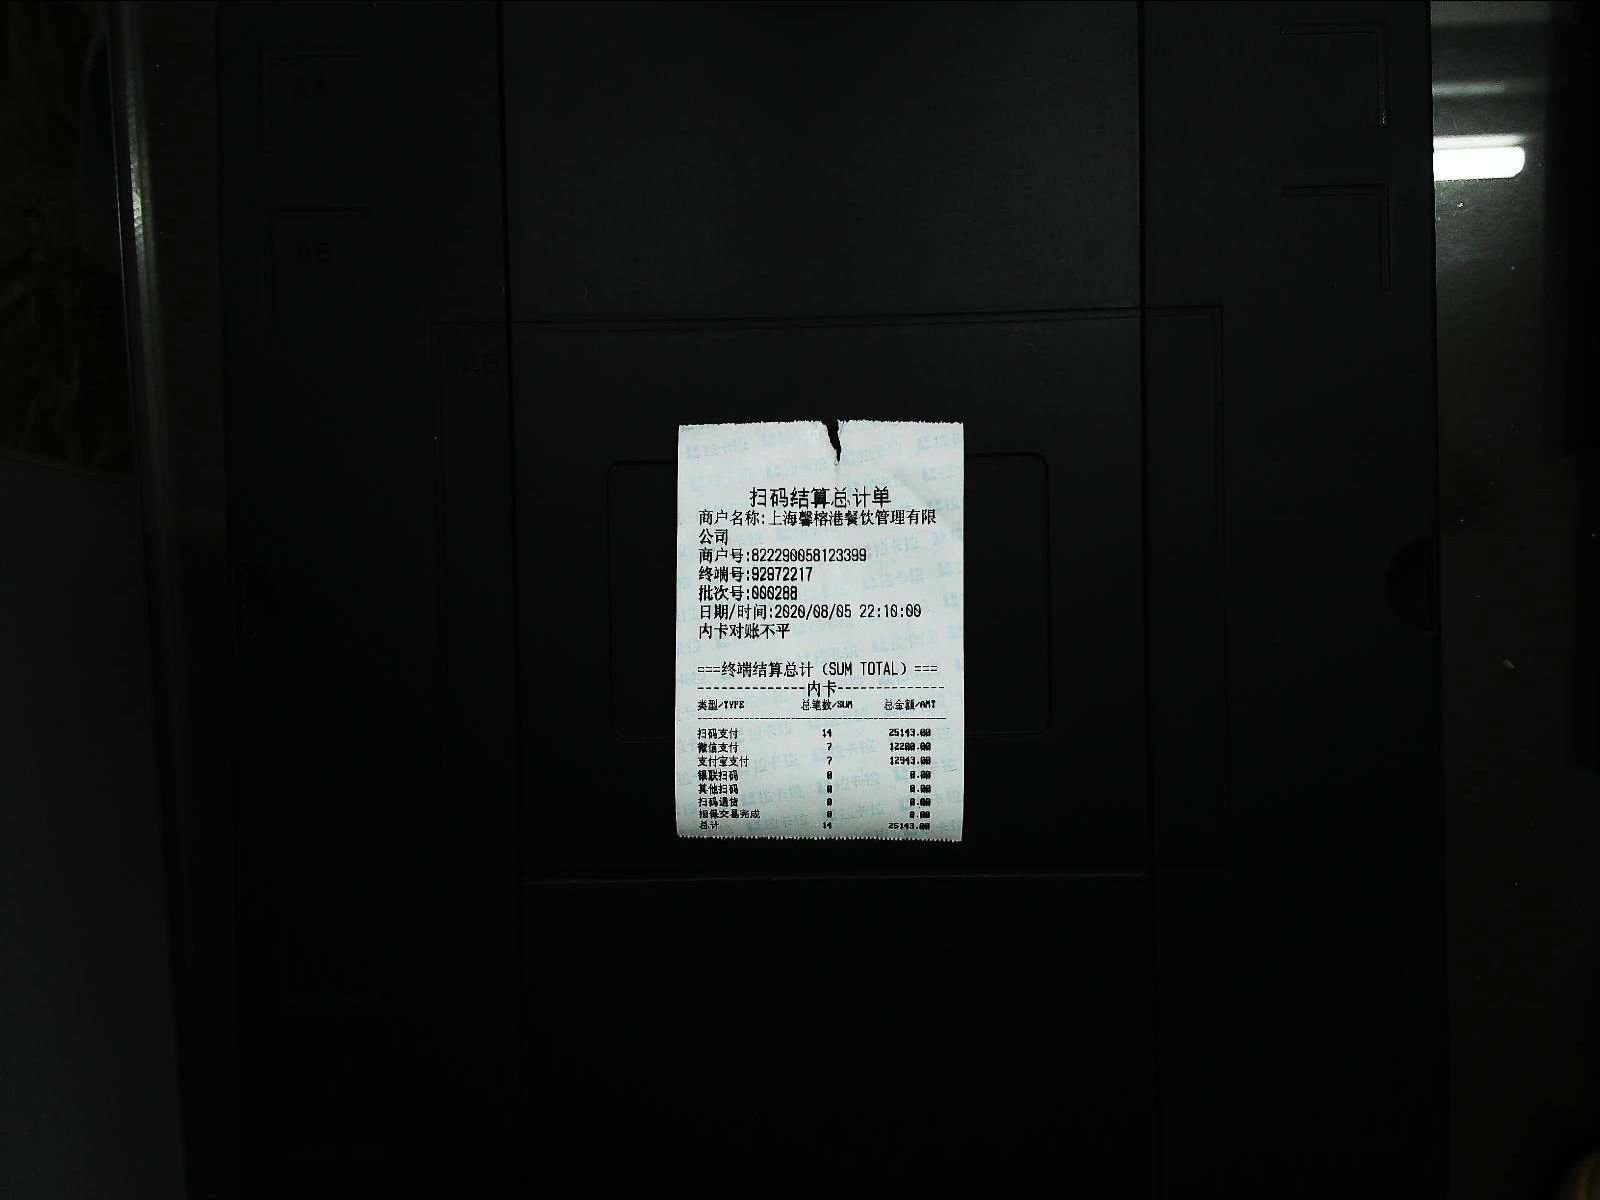 A5
A6
扫码结算总计单
商户名称:上海馨榕港餐饮管理有限
公司
商户号:822290058123399
终端号:92972217
批次号:000288
日期/时间:2020/08/05 22:10:00
内卡对账不平
===终端结算总计（SUM TOTAL）===
---------------内卡---------------
类型/TYPE 总笔数/SUM 总金额/AMT
扫码支付 14 25143.00
微信支付 7 12200.00
支付宝支付 7 12943.00
银联扫码 0 0.00
其他扫码 0 0.00
扫码退货 0 0.00
担保交易完成 0 0.00
总计 14 25143.00